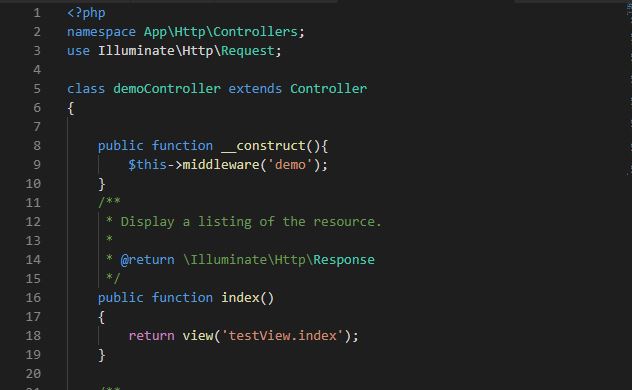 1 <?php
2 namespace App\Http\Controllers;
3 use Illuminate\Http\Request;
4
5 class demoController extends Controller
6 {
7
8 public function __construct(){
9 $this->middleware('demo');
10 }
11 /**
12 * Display a listing of the resource.
13 *
14 * @return \Illuminate\Http\Response
15 */
16 public function index()
17 {
18 return view('testView.index');
19 }
20
21 /**